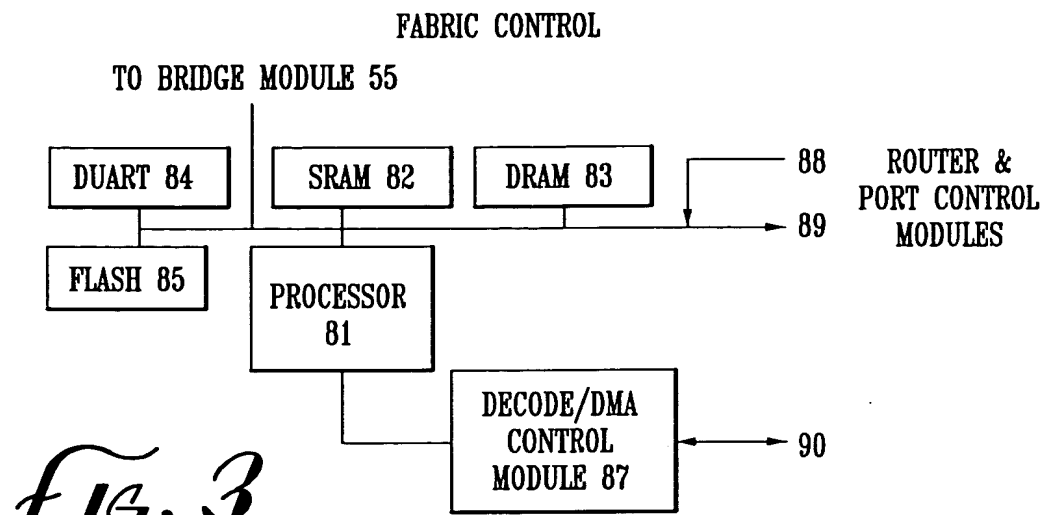 FABRIC CONTROL
TO BRIDGE MODULE 55
DUART 84
SRAM 82
DRAM 83
88
ROUTER &
PORT CONTROL
MODULES
89
FLASH 85
PROCESSOR
81
DECODE/DMA
CONTROL
MODULE 87
90
FIG. 3